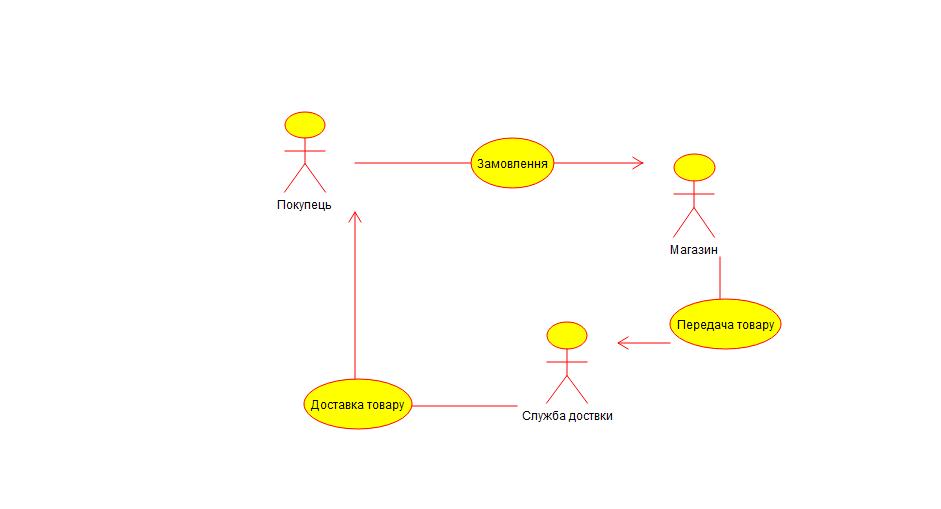 Замовлення
Покупець
Магазин
Передача товару
Доставка товару
Служба доствки